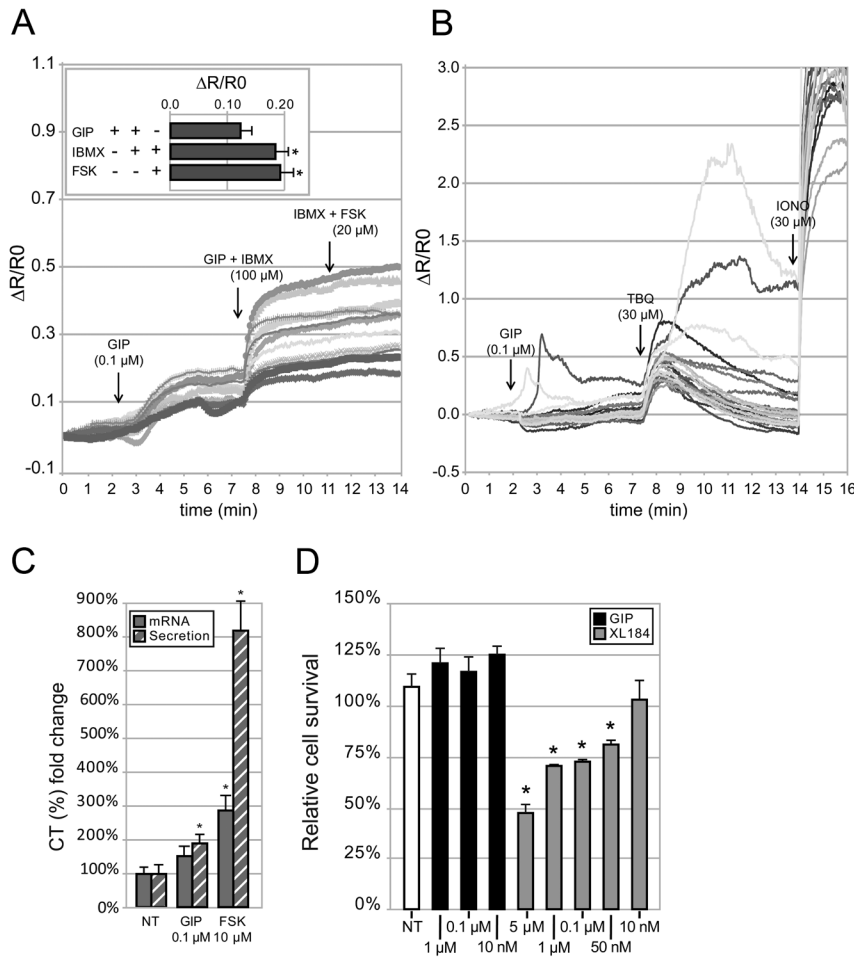 A
1.1
0.9
0.7
0.5
0.3
0.1
-0.1
ΔR/R0
ΔR/R0
0.0 0.10 0.20
GIP + + -
IBMX - + + *
FSK - - + *
GIP
(0.1 µM)
GIP + IBMX
(100 µM)
IBMX + FSK
(20 µM)
0 1 2 3 4 5 6 7 8 9 10 11 12 13 14
time (min)
B
3.0
2.5
2.0
1.5
1.0
0.5
0.0
-0.5
ΔR/R0
GIP
(0.1 µM)
TBQ
(30 µM)
IONO
(30 µM)
0 1 2 3 4 5 6 7 8 9 10 11 12 13 14 15 16
time (min)
C
900%
800%
700%
600%
500%
400%
300%
200%
100%
0%
CT (%) fold change
mRNA
Secretion
* * *
NT GIP FSK
0.1 µM 10 µM
D
150%
125%
100%
75%
50%
25%
0%
Relative cell survival
GIP
XL184
* * * *
NT 0.1 µM 5 µM 0.1 µM 10 nM
1 µM 10 nM 1 µM 50 nM